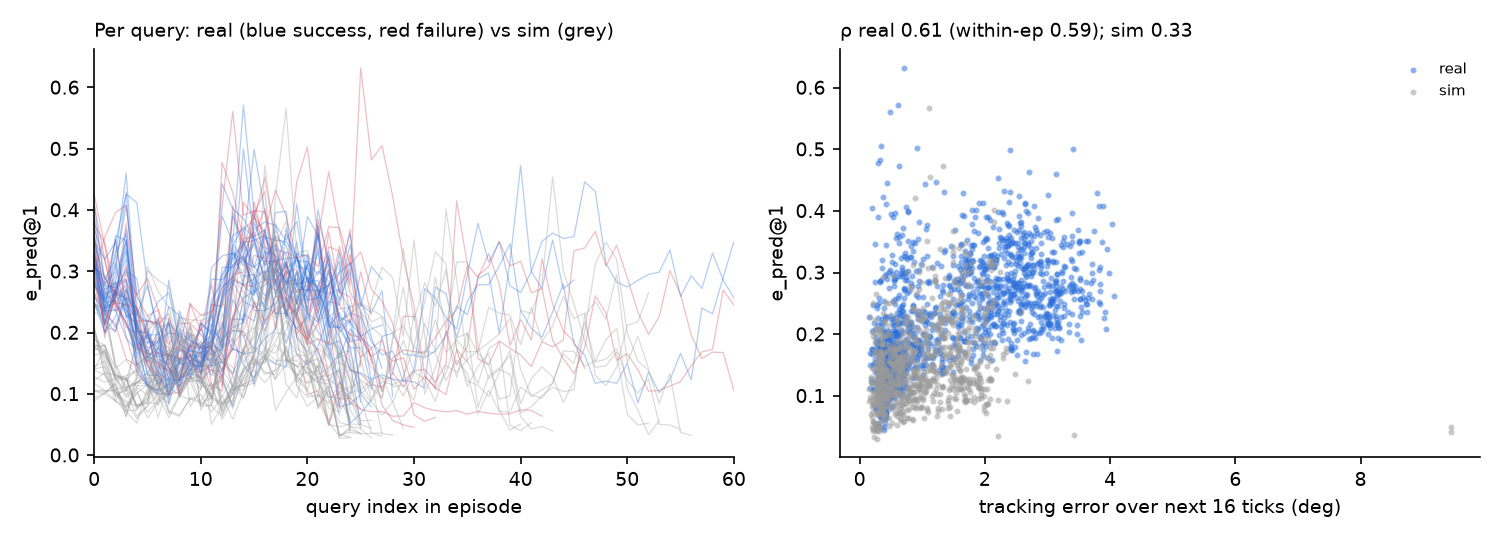 Per query: real (blue success, red failure) vs sim (grey)
e_pred@1
0.6
0.5
0.4
0.3
0.2
0.1
0.0
0 10 20 30 40 50 60
query index in episode
ρ real 0.61 (within-ep 0.59); sim 0.33
real
sim
e_pred@1
0.6
0.5
0.4
0.3
0.2
0.1
0 2 4 6 8
tracking error over next 16 ticks (deg)